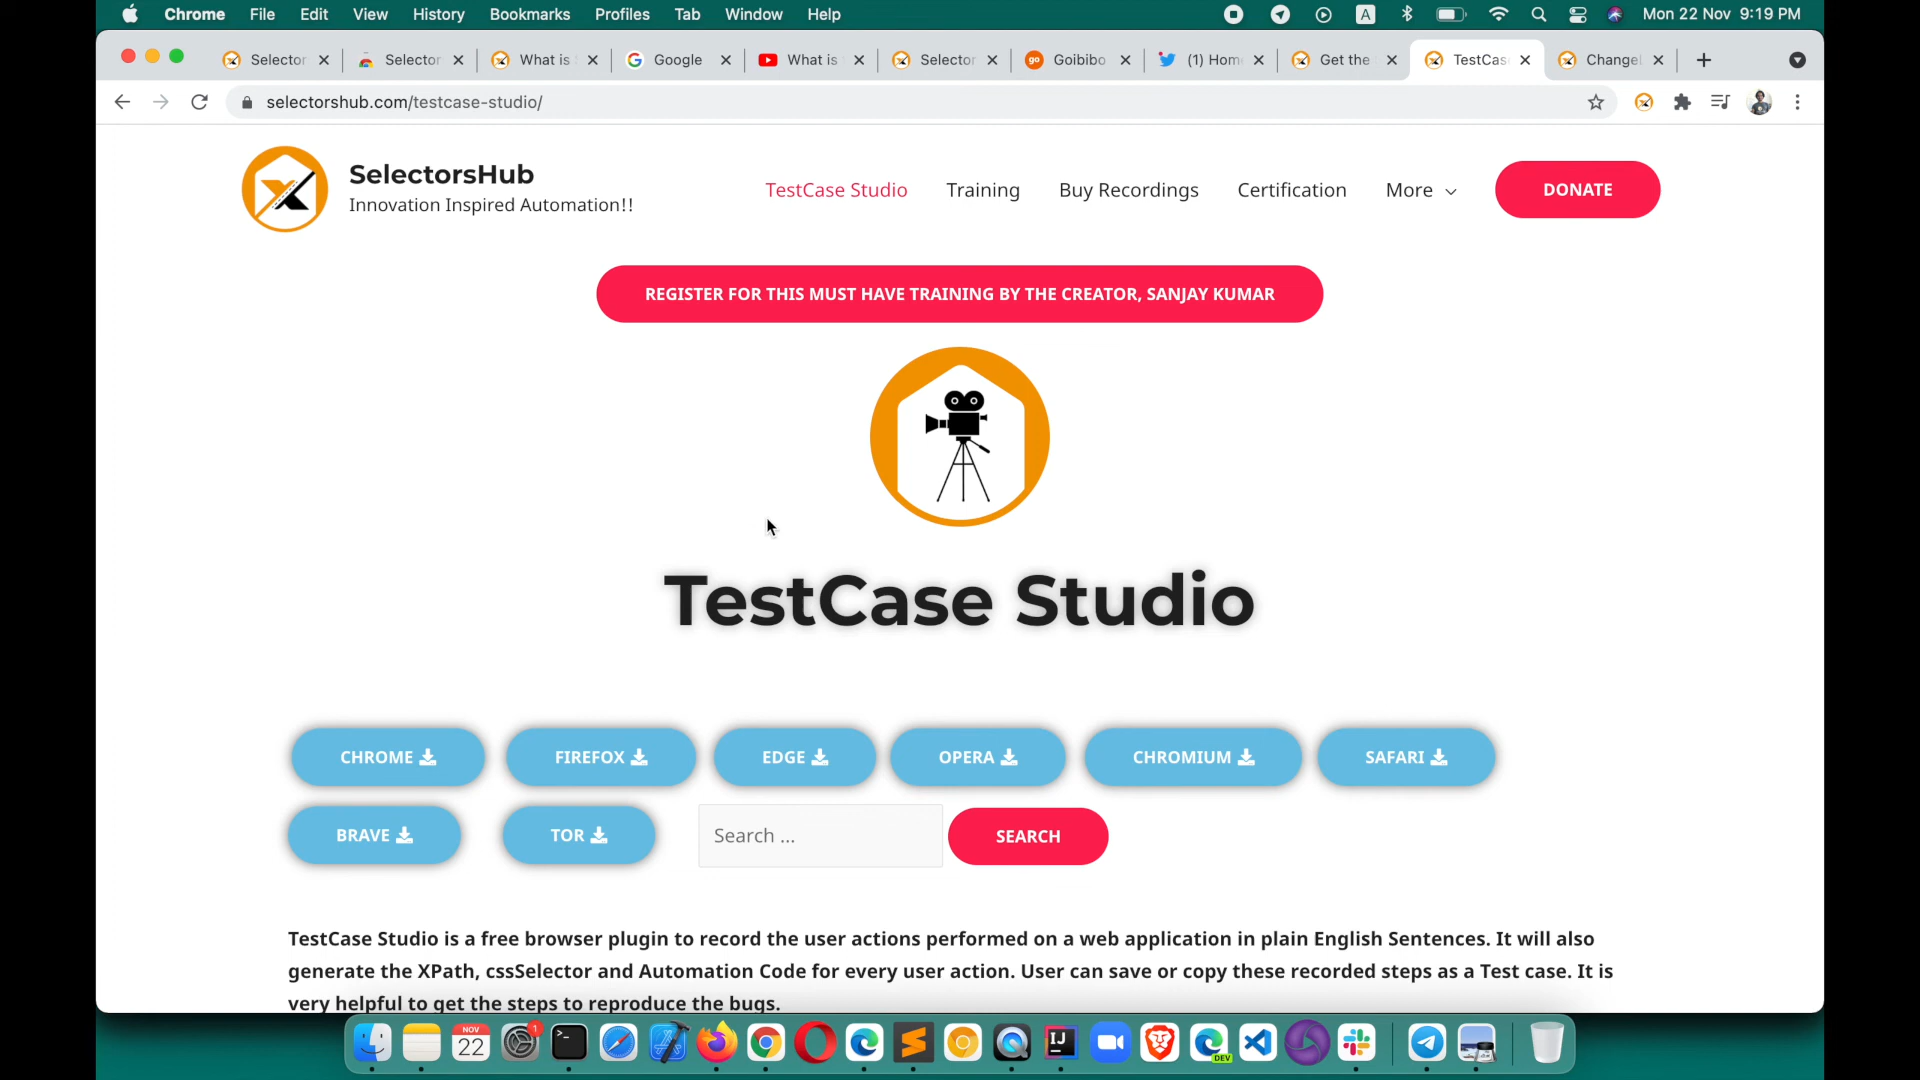 Chrome File Edit View History Bookmarks Profiles Tab Window Help
A
Mon 22 Nov 9:19 PM
Selector
Selector
What is
Google
What is
Selector
go
Goibibo
(1) Hom
Get the
TestCas
Change
selectorshub.com/testcase-studio/
SelectorsHub
Innovation Inspired Automation!!
TestCase Studio
Training
Buy Recordings
Certification
More
DONATE
REGISTER FOR THIS MUST HAVE TRAINING BY THE CREATOR, SANJAY KUMAR
TestCase Studio
CHROME
FIREFOX
EDGE
OPERA
CHROMIUM
SAFARI
BRAVE
TOR
Search ...
SEARCH
TestCase Studio is a free browser plugin to record the user actions performed on a web application in plain English Sentences. It will also
generate the XPath, cssSelector and Automation Code for every user action. User can save or copy these recorded steps as a Test case. It is
very helpful to get the steps to reproduce the bugs.
NOV
22
1
IJ
DEV